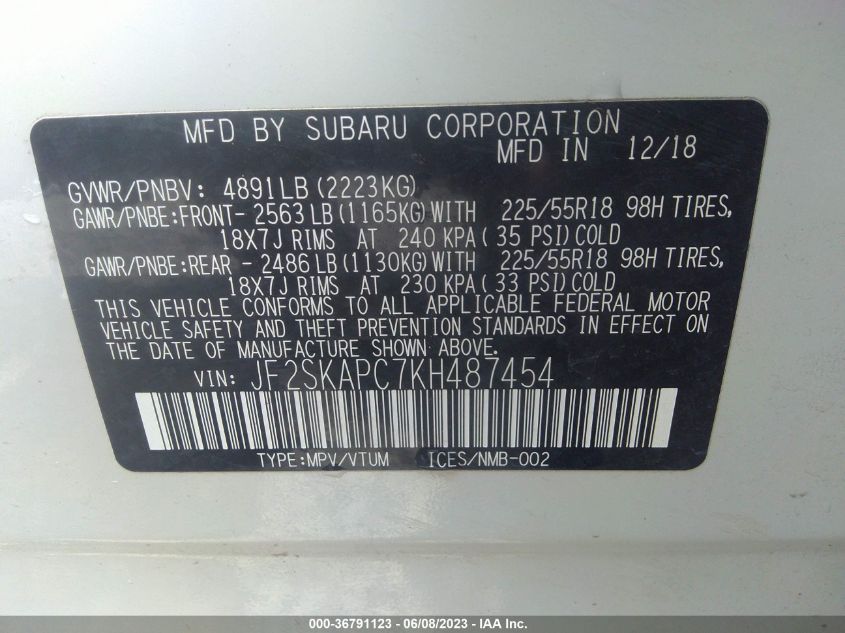 MFD BY SUBARU CORPORATION
MFD IN 12/18
GVWR/PNBV: 4891LB (2223KG)
GAWR/PNBE:FRONT- 2563 LB (1165KG) WITH 225/55R18 98H TIRES,
18X7J RIMS AT 240 KPA ( 35 PSI) COLD
GAWR/PNBE:REAR - 2486 LB (1130KG) WITH 225/55R18 98H TIRES,
18X7J RIMS AT 230 KPA ( 33 PSI) COLD
THIS VEHICLE CONFORMS TO ALL APPLICABLE FEDERAL MOTOR
VEHICLE SAFETY AND THEFT PREVENTION STANDARDS IN EFFECT ON
THE DATE OF MANUFACTURE SHOWN ABOVE.
VIN: JF2SKAPC7KH487454
TYPE:MPV/VTUM ICES/NMB-002
000-36791123 - 06/08/2023 - www.iaai.com.